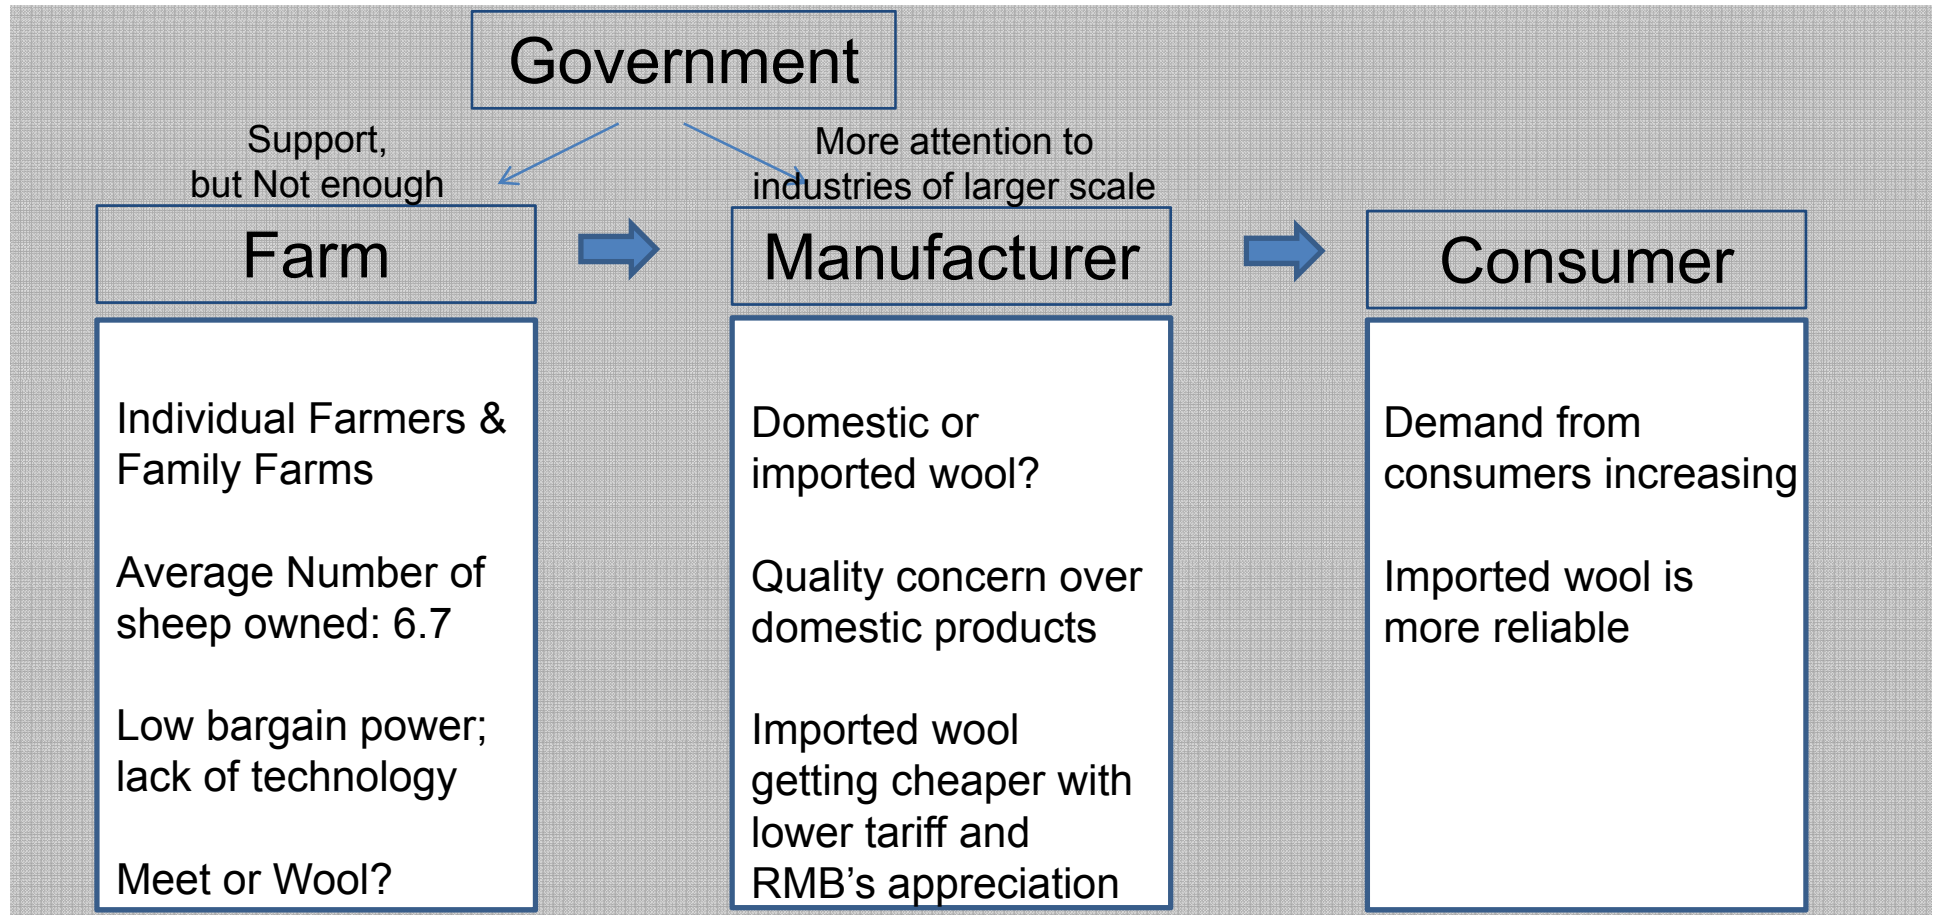 Government
Support,
but Not enough
More attention to
industries of larger scale
Farm
Manufacturer
Consumer
Individual Farmers &
Family Farms
Average Number of
sheep owned: 6.7
Low bargain power;
lack of technology
Meet or Wool?
Domestic or
imported wool?
Quality concern over
domestic products
Imported wool
getting cheaper with
lower tariff and
RMB’s appreciation
Demand from
consumers increasing
Imported wool is
more reliable